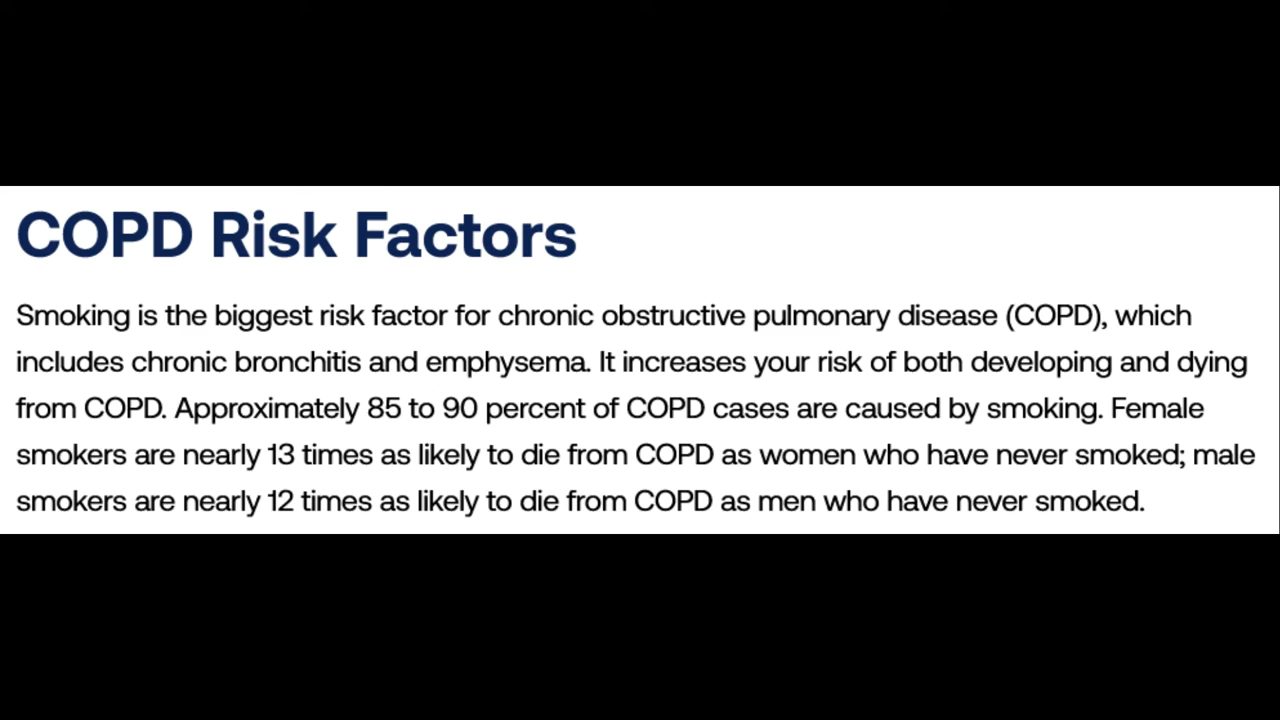 COPD Risk Factors
Smoking is the biggest risk factor for chronic obstructive pulmonary disease (COPD), which
includes chronic bronchitis and emphysema. It increases your risk of both developing and dying
from COPD. Approximately 85 to 90 percent of COPD cases are caused by smoking. Female
smokers are nearly 13 times as likely to die from COPD as women who have never smoked; male
smokers are nearly 12 times as likely to die from COPD as men who have never smoked.